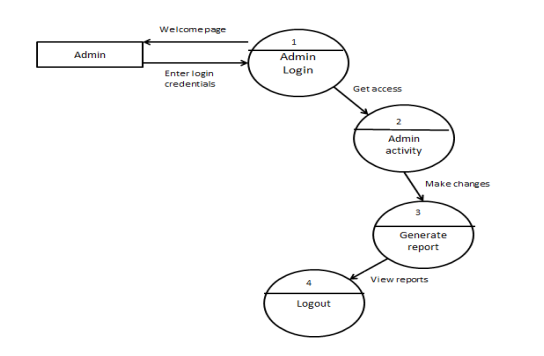 Welcome page
1
Admin
Admin
Login
Enter login
credentials
Get access
2
Admin
activity
Make changes
3
Generate
report
View reports
4
Logout